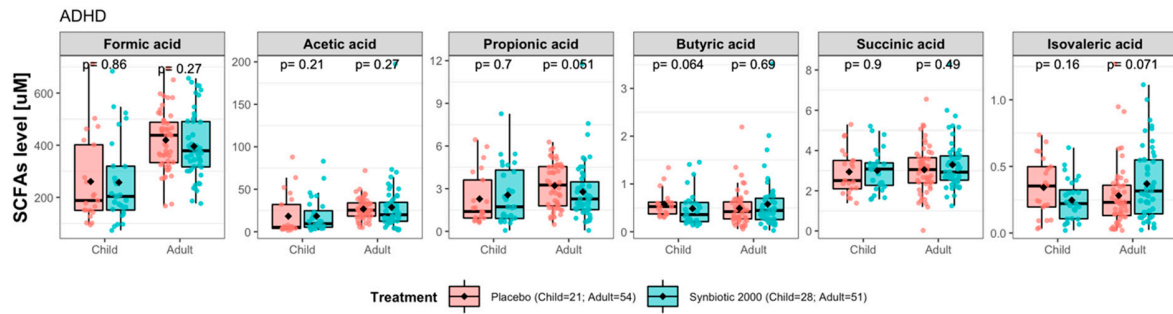 ADHD
Formic acid Acetic acid Propionic acid Butyric acid Succinic acid Isovaleric acid
p= 0.86 p= 0.27 p= 0.21 p= 0.27 p= 0.7 p= 0.051 p= 0.064 p= 0.69 p= 0.9 p= 0.49 p= 0.16 p= 0.071
SCFAs level [uM]
600 400 200
200 150 100 50 0
12 9 6 3 0
3 2 1 0
8 6 4 2 0
1.0 0.5 0.0
Child Adult Child Adult Child Adult Child Adult Child Adult Child Adult
Treatment Placebo (Child=21; Adult=54) Synbiotic 2000 (Child=28; Adult=51)